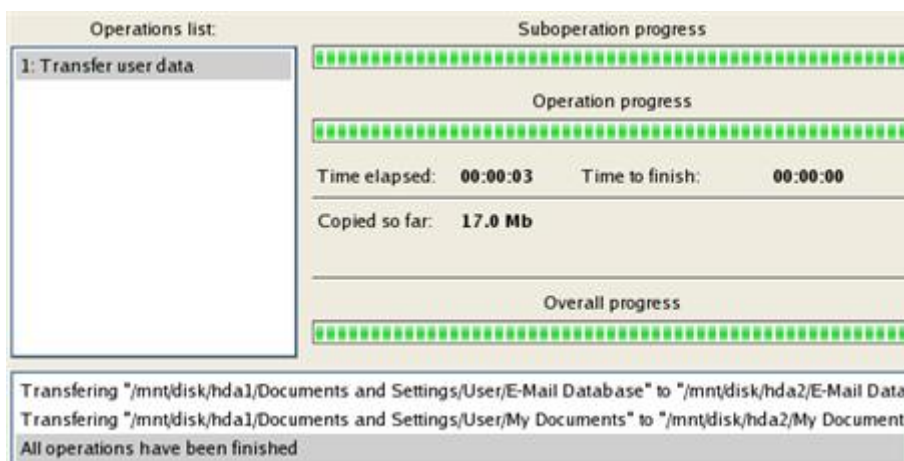 Operations list:
1: Transfer user data
Suboperation progress
Operation progress
Time elapsed: 00:00:03 Time to finish: 00:00:00
Copied so far: 17.0 Mb
Overall progress
Transfering "/mnt/disk/hda1/Documents and Settings/User/E-Mail Database" to "/mnt/disk/hda2/E-Mail Data
Transfering "/mnt/disk/hda1/Documents and Settings/User/My Documents" to "/mnt/disk/hda2/My Document
All operations have been finished